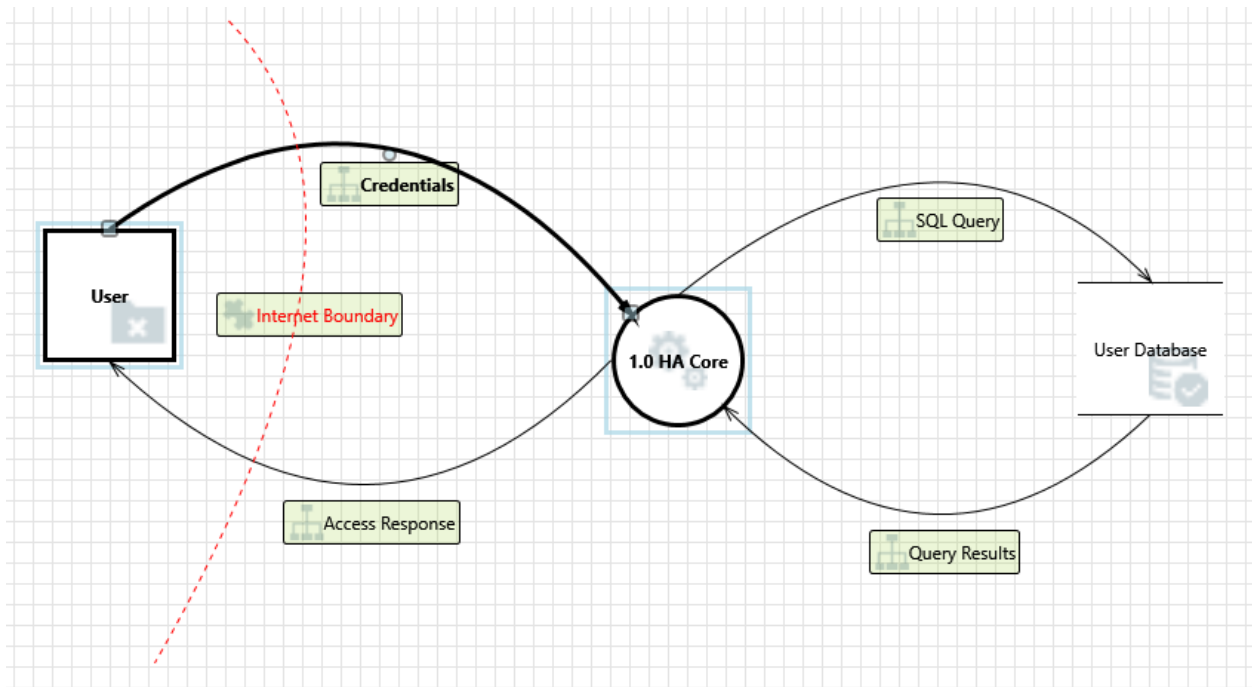 Credentials
SQL Query
User
Internet Boundary
1.0 HA Core
User Database
Access Response
Query Results